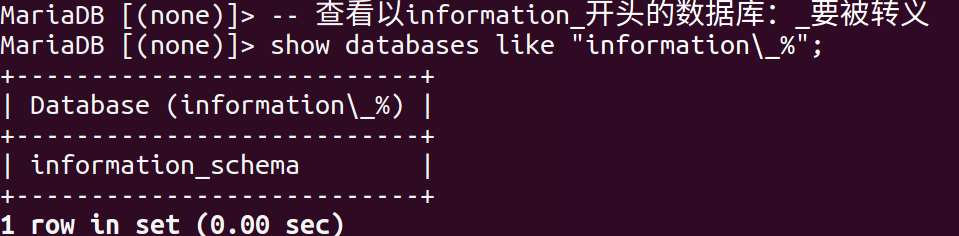 MariaDB [(none)]> -- 查看以information_开头的数据库：_要被转义
MariaDB [(none)]> show databases like "information\_%";
+---------------------------+
| Database (information\_%) |
+---------------------------+
| information_schema        |
+---------------------------+
1 row in set (0.00 sec)